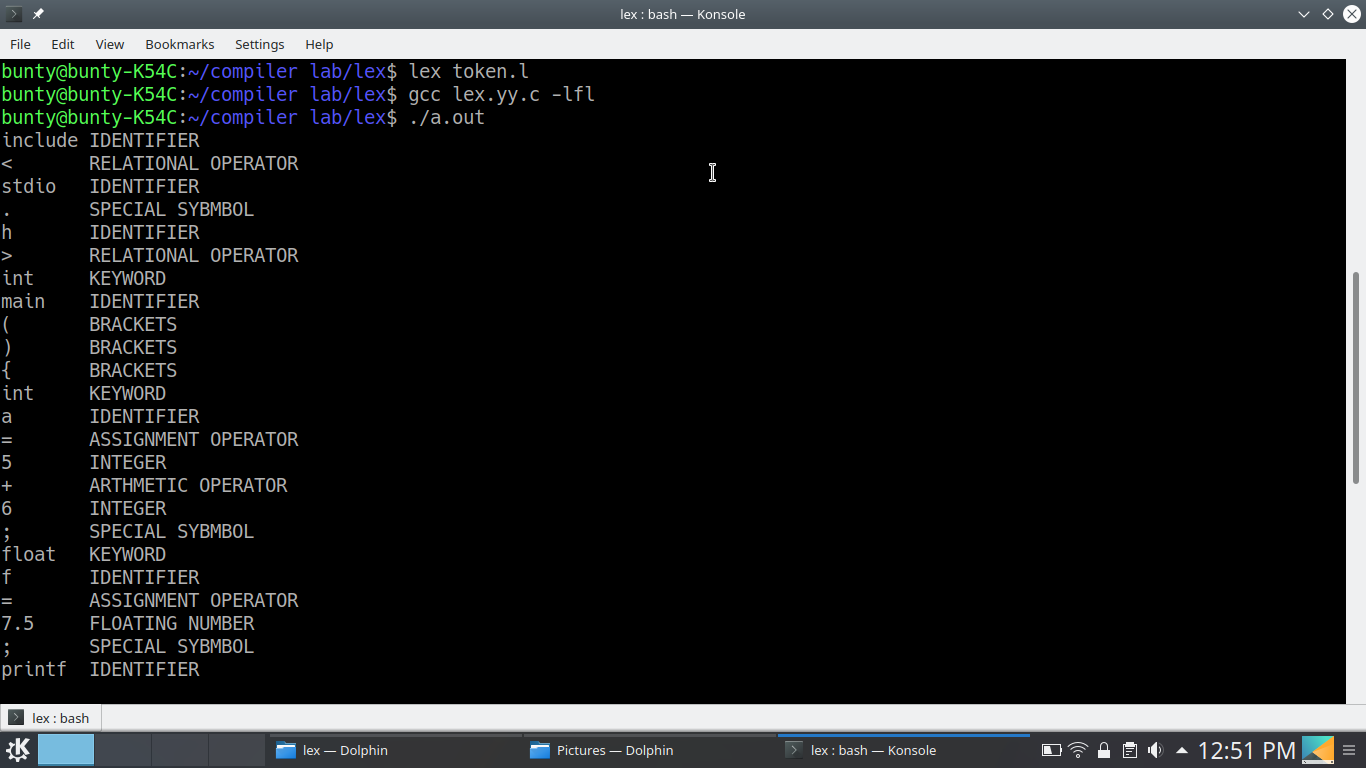 lex : bash — Konsole
File Edit View Bookmarks Settings Help
bunty@bunty-K54C:~/compiler lab/lex$ lex token.l
bunty@bunty-K54C:~/compiler lab/lex$ gcc lex.yy.c -lfl
bunty@bunty-K54C:~/compiler lab/lex$ ./a.out
include IDENTIFIER
< RELATIONAL OPERATOR
stdio IDENTIFIER
. SPECIAL SYBMBOL
h IDENTIFIER
> RELATIONAL OPERATOR
int KEYWORD
main IDENTIFIER
( BRACKETS
) BRACKETS
{ BRACKETS
int KEYWORD
a IDENTIFIER
= ASSIGNMENT OPERATOR
5 INTEGER
+ ARTHMETIC OPERATOR
6 INTEGER
; SPECIAL SYBMBOL
float KEYWORD
f IDENTIFIER
= ASSIGNMENT OPERATOR
7.5 FLOATING NUMBER
; SPECIAL SYBMBOL
printf IDENTIFIER
lex : bash
lex — Dolphin Pictures — Dolphin lex : bash — Konsole 12:51 PM